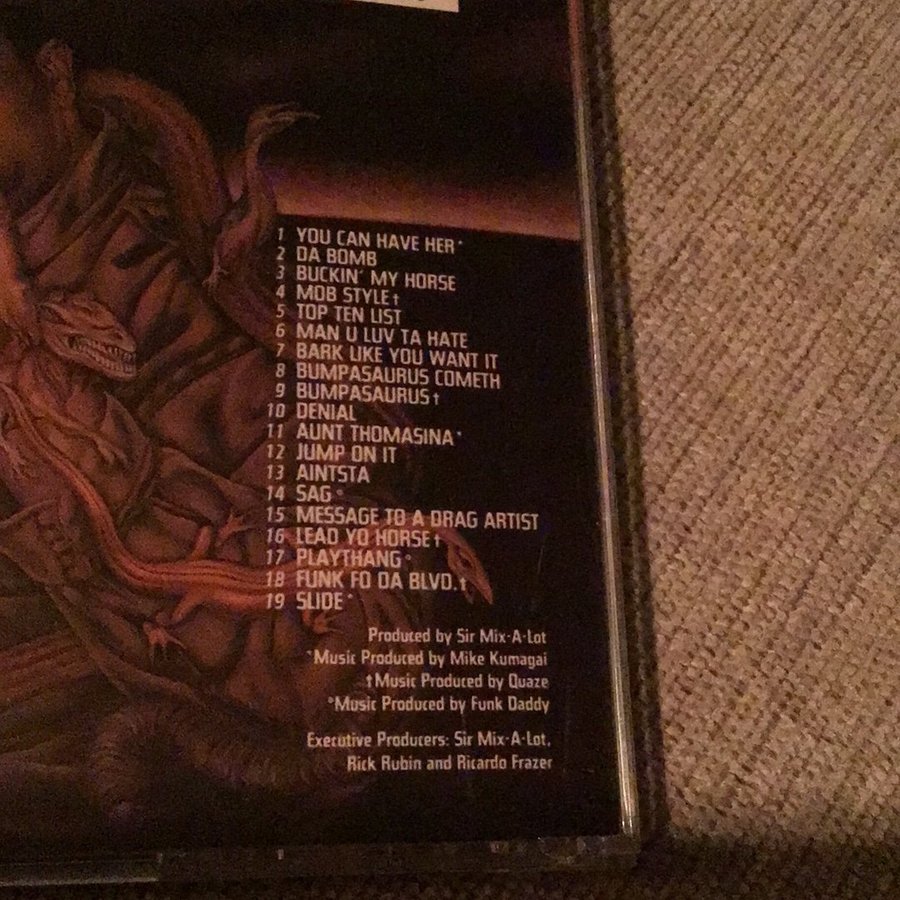 1 YOU CAN HAVE HER*
2 DA BOMB
3 BUCKIN' MY HORSE
4 MOB STYLE†
5 TOP TEN LIST
6 MAN U LUV TA HATE
7 BARK LIKE YOU WANT IT
8 BUMPASAURUS COMETH
9 BUMPASAURUS†
10 DENIAL
11 AUNT THOMASINA*
12 JUMP ON IT
13 AINTSTA
14 SAG°
15 MESSAGE TO A DRAG ARTIST
16 LEAD YO HORSE†
17 PLAYTHANG°
18 FUNK FO DA BLVD.†
19 SLIDE*
Produced by Sir Mix-A-Lot
*Music Produced by Mike Kumagai
†Music Produced by Quaze
°Music Produced by Funk Daddy
Executive Producers: Sir Mix-A-Lot,
Rick Rubin and Ricardo Frazer